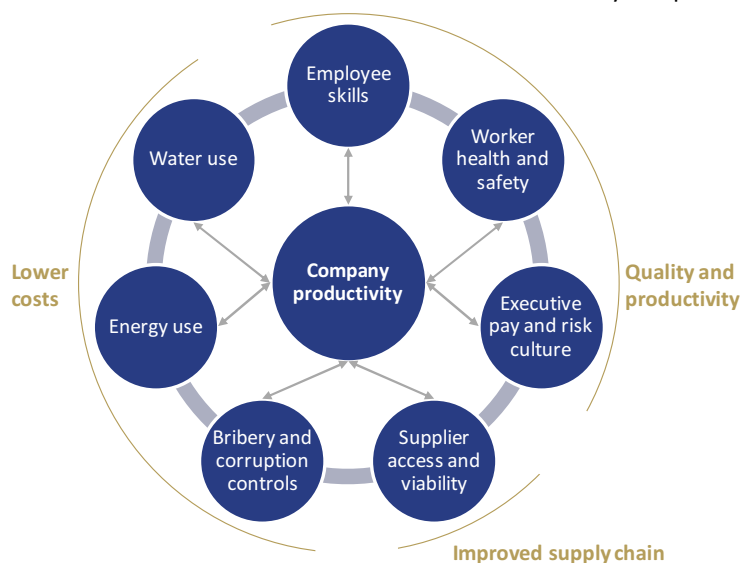 Employee
skills
Water use
Worker
health and
safety
Lower
costs
Company
productivity
Quality and
productivity
Energy use
Executive
pay and risk
culture
Bribery and
corruption
controls
Supplier
access and
viability
Improved supply chain